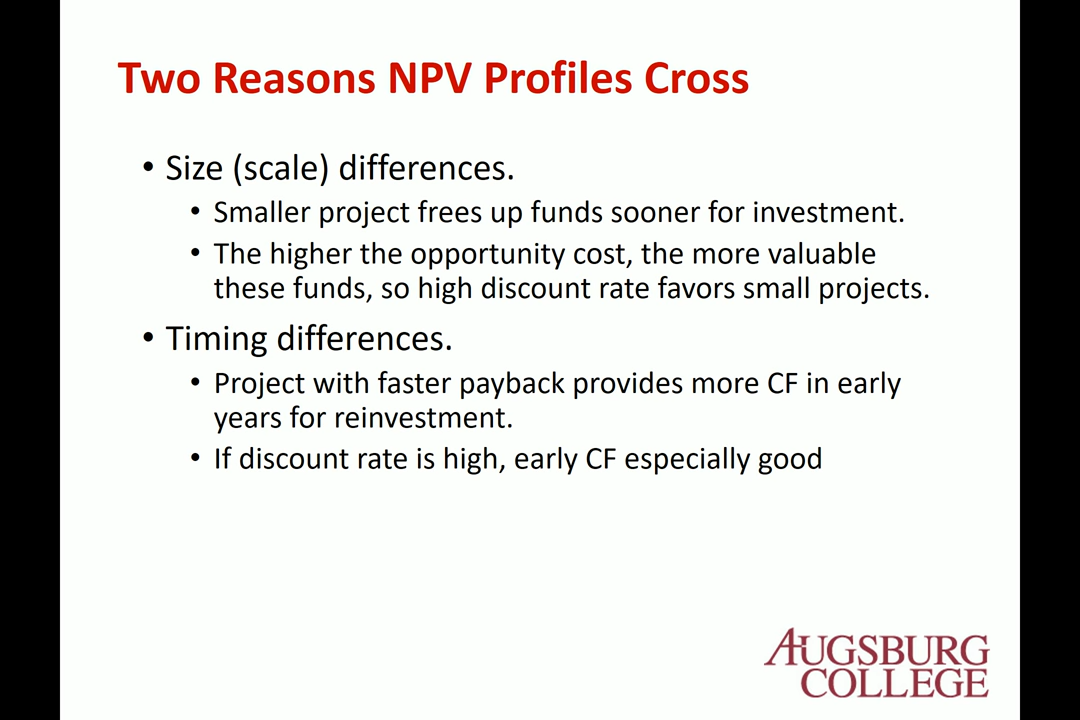 Two Reasons NPV Profiles Cross
• Size (scale) differences.
• Smaller project frees up funds sooner for investment.
• The higher the opportunity cost, the more valuable
these funds, so high discount rate favors small projects.
• Timing differences.
• Project with faster payback provides more CF in early
years for reinvestment.
• If discount rate is high, early CF especially good
AUGSBURG
COLLEGE